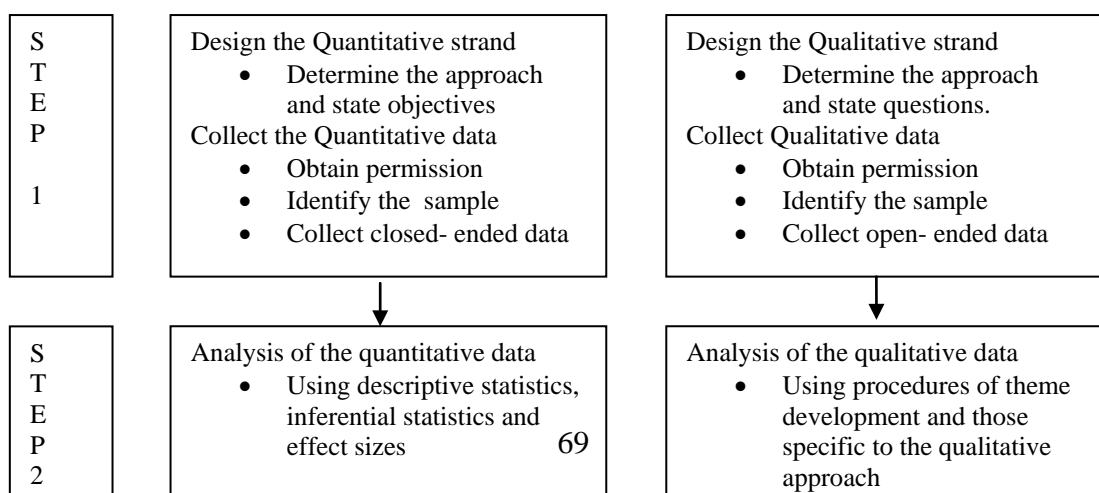 S
T
E
P
1
Design the Quantitative strand
• Determine the approach
and state objectives
Collect the Quantitative data
• Obtain permission
• Identify the sample
• Collect closed- ended data
Design the Qualitative strand
• Determine the approach
and state questions.
Collect Qualitative data
• Obtain permission
• Identify the sample
• Collect open- ended data
S
T
E
P
2
Analysis of the quantitative data
• Using descriptive statistics,
inferential statistics and
effect sizes
69
Analysis of the qualitative data
• Using procedures of theme
development and those
specific to the qualitative
approach